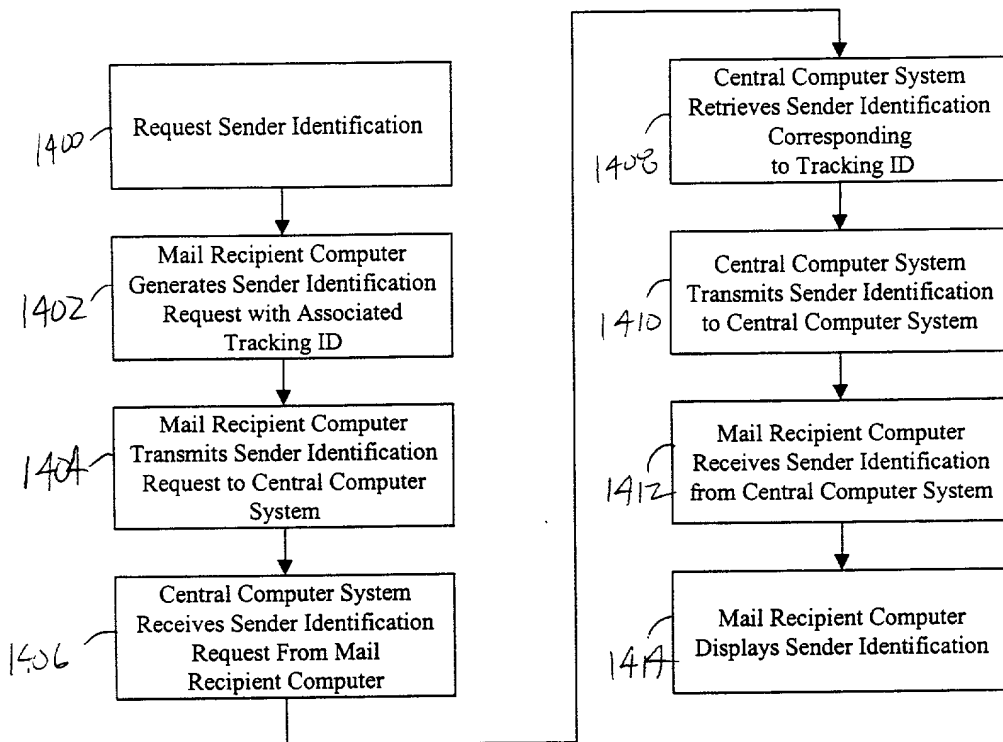 1400
Request Sender Identification
1402
Mail Recipient Computer
Generates Sender Identification
Request with Associated
Tracking ID
1404
Mail Recipient Computer
Transmits Sender Identification
Request to Central Computer
System
1406
Central Computer System
Receives Sender Identification
Request From Mail
Recipient Computer
1408
Central Computer System
Retrieves Sender Identification
Corresponding
to Tracking ID
1410
Central Computer System
Transmits Sender Identification
to Central Computer System
1412
Mail Recipient Computer
Receives Sender Identification
from Central Computer System
1414
Mail Recipient Computer
Displays Sender Identification